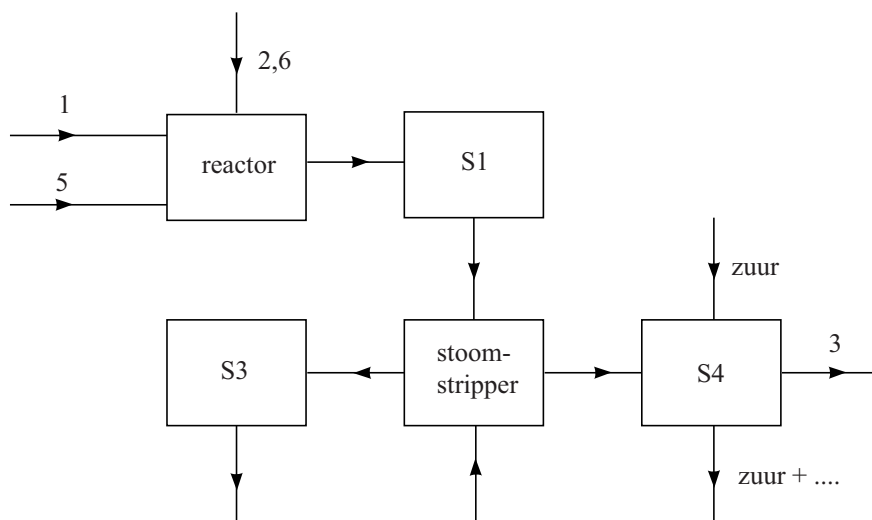 2,6
1
reactor
S1
5
zuur
S3
stoom-
stripper
S4
3
zuur + ....